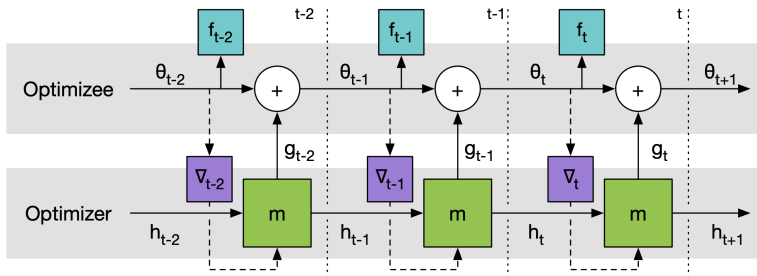 t-2 t-1 t
f_{t-2} f_{t-1} f_t
Optimizee θ_{t-2} + θ_{t-1} + θ_t + θ_{t+1}
g_{t-2} g_{t-1} g_t
∇_{t-2} ∇_{t-1} ∇_t
Optimizer m m m
h_{t-2} h_{t-1} h_t h_{t+1}